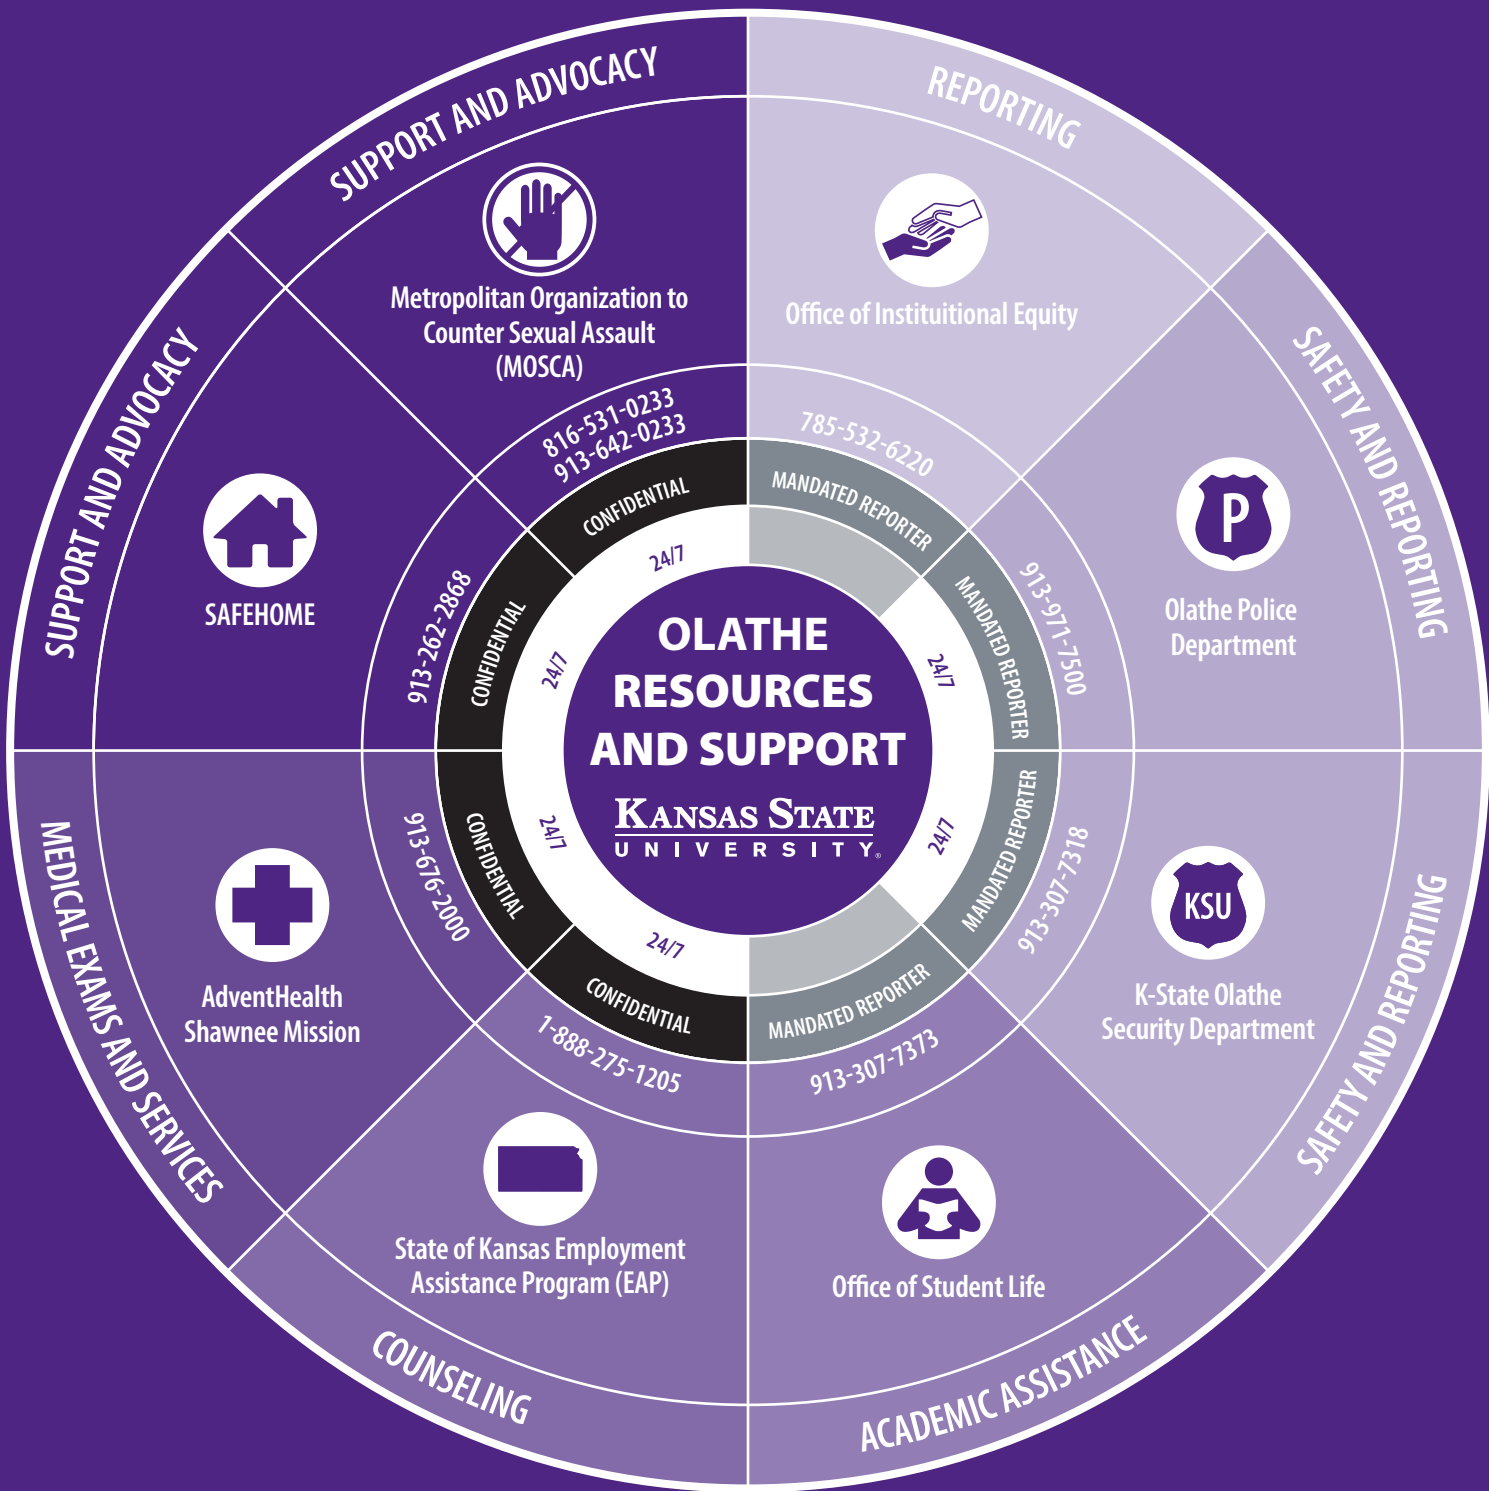 SUPPORT AND ADVOCACY
Metropolitan Organization to
Counter Sexual Assault
(MOSCA)
816-531-0233
913-642-0233
CONFIDENTIAL
24/7
REPORTING
Office of Instituitional Equity
785-532-6220
MANDATED REPORTER
SAFETY AND REPORTING
P
Olathe Police
Department
913-971-7500
MANDATED REPORTER
24/7
SAFETY AND REPORTING
KSU
K-State Olathe
Security Department
913-307-7318
MANDATED REPORTER
24/7
ACADEMIC ASSISTANCE
Office of Student Life
913-307-7373
MANDATED REPORTER
COUNSELING
State of Kansas Employment
Assistance Program (EAP)
1-888-275-1205
CONFIDENTIAL
24/7
MEDICAL EXAMS AND SERVICES
AdventHealth
Shawnee Mission
913-676-2000
CONFIDENTIAL
24/7
SUPPORT AND ADVOCACY
SAFEHOME
913-262-2868
CONFIDENTIAL
24/7
OLATHE
RESOURCES
AND SUPPORT
KANSAS STATE
UNIVERSITY®